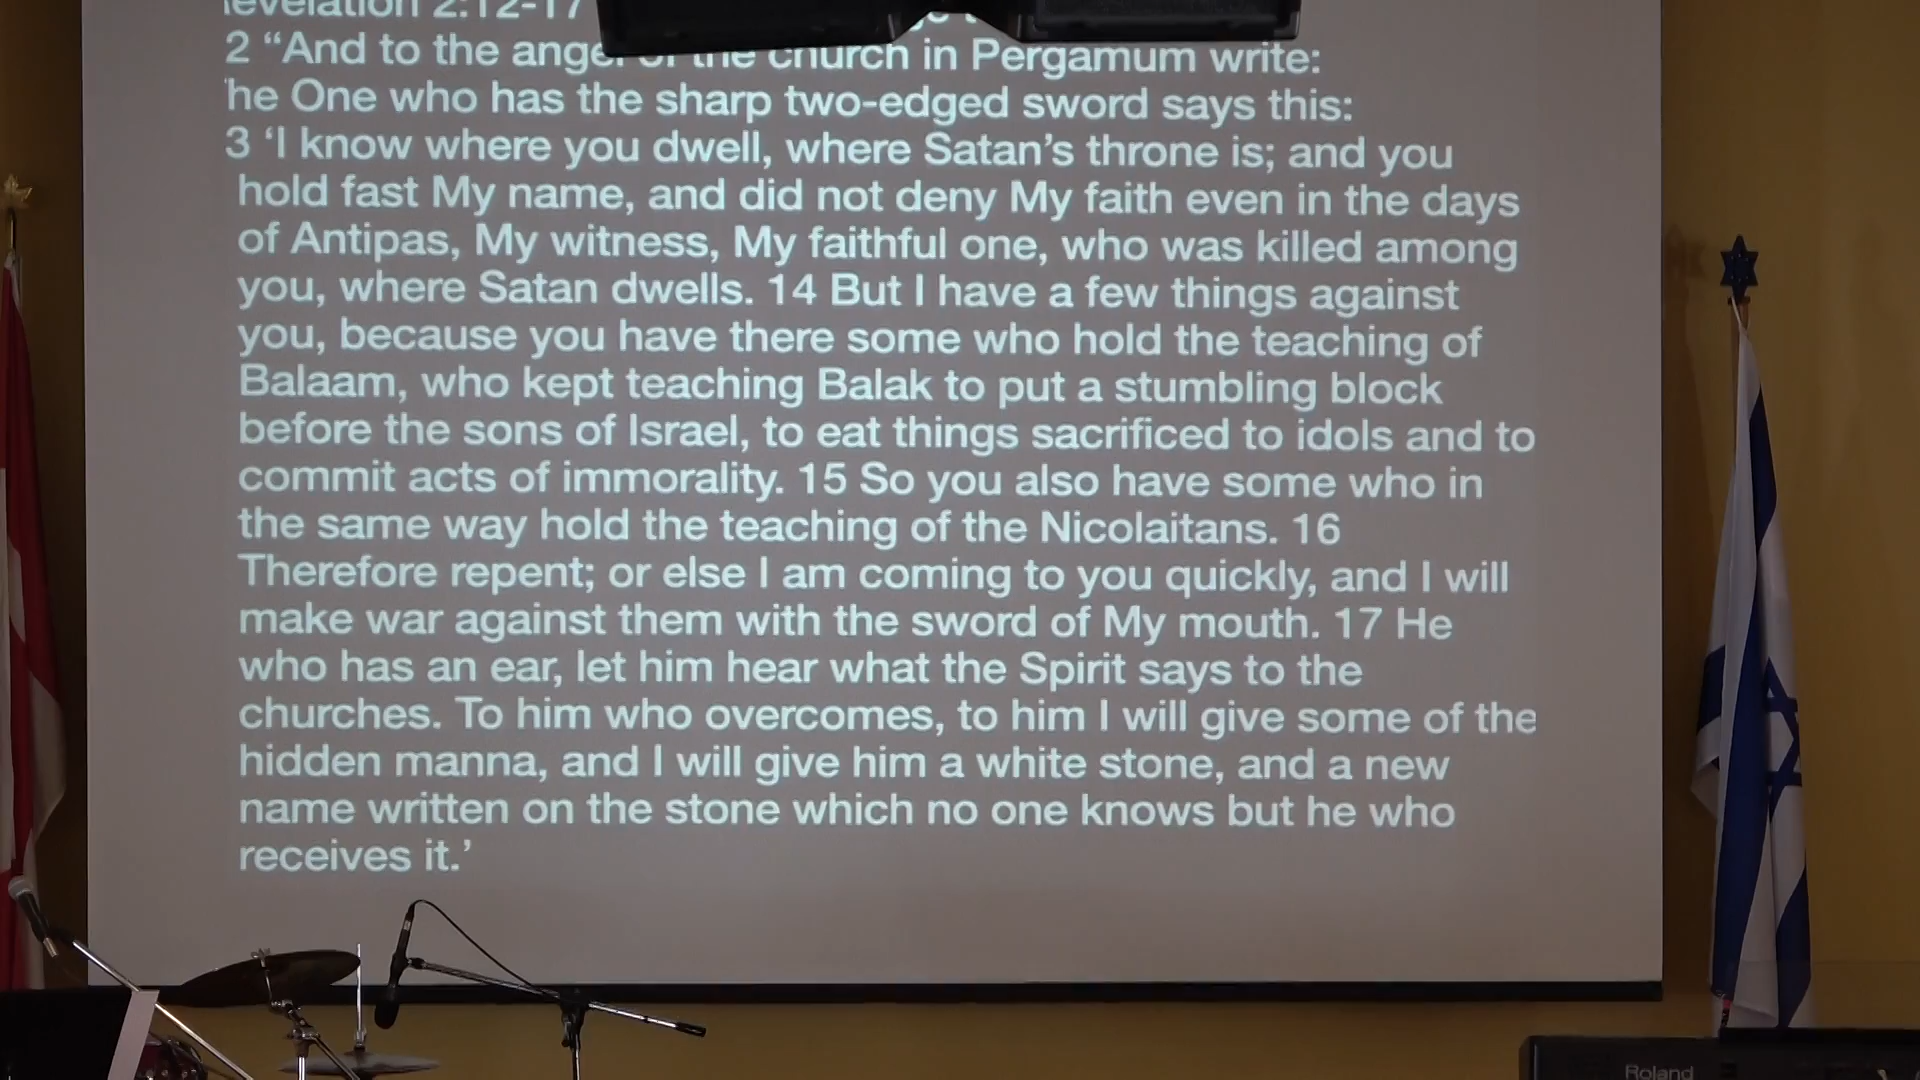 evelation 2:12-17
2 “And to the angel of the church in Pergamum write:
he One who has the sharp two-edged sword says this:
3 ‘I know where you dwell, where Satan’s throne is; and you
hold fast My name, and did not deny My faith even in the days
of Antipas, My witness, My faithful one, who was killed among
you, where Satan dwells. 14 But I have a few things against
you, because you have there some who hold the teaching of
Balaam, who kept teaching Balak to put a stumbling block
before the sons of Israel, to eat things sacrificed to idols and to
commit acts of immorality. 15 So you also have some who in
the same way hold the teaching of the Nicolaitans. 16
Therefore repent; or else I am coming to you quickly, and I will
make war against them with the sword of My mouth. 17 He
who has an ear, let him hear what the Spirit says to the
churches. To him who overcomes, to him I will give some of the
hidden manna, and I will give him a white stone, and a new
name written on the stone which no one knows but he who
receives it.’
Roland